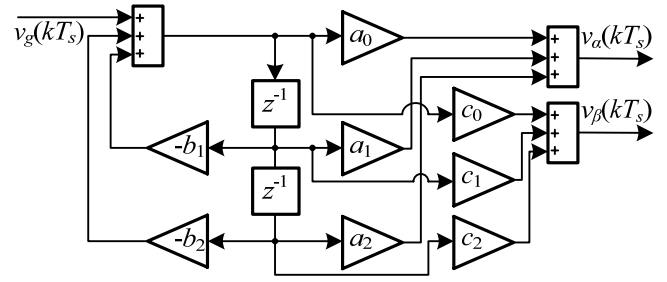 v_g(kT_s)
+
+
+
a_0
+
+
+
v_α(kT_s)
z^-1
c_0
+
+
+
v_β(kT_s)
-b_1
a_1
c_1
z^-1
-b_2
a_2
c_2